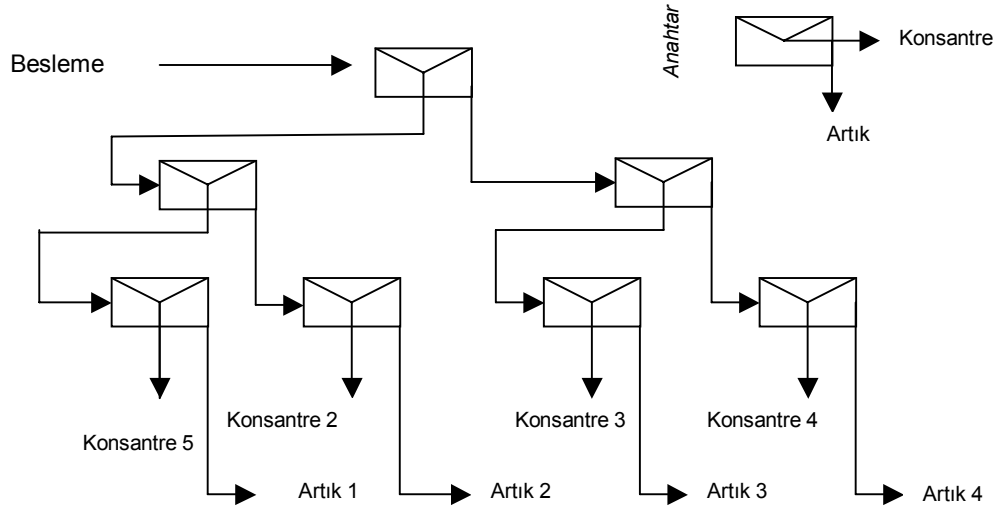 Besleme
Anahtar
Konsantre
Artık
Konsantre 5
Konsantre 2
Konsantre 3
Konsantre 4
Artık 1
Artık 2
Artık 3
Artık 4